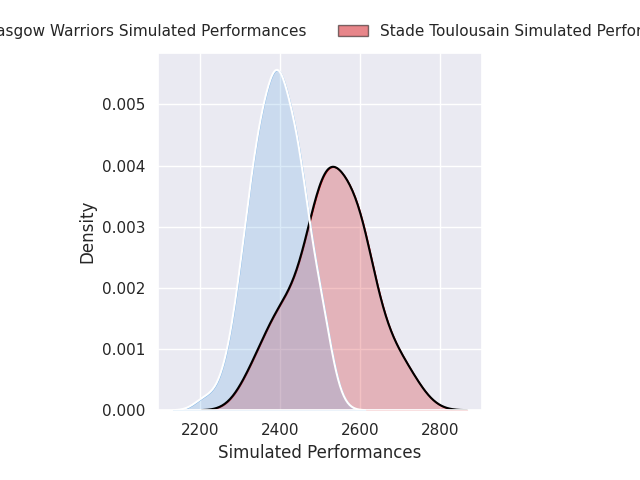 asgow Warriors Simulated Performances
Stade Toulousain Simulated Perfor
0.005
0.004
0.003
0.002
0.001
0.000
Density
2200 2400 2600 2800
Simulated Performances